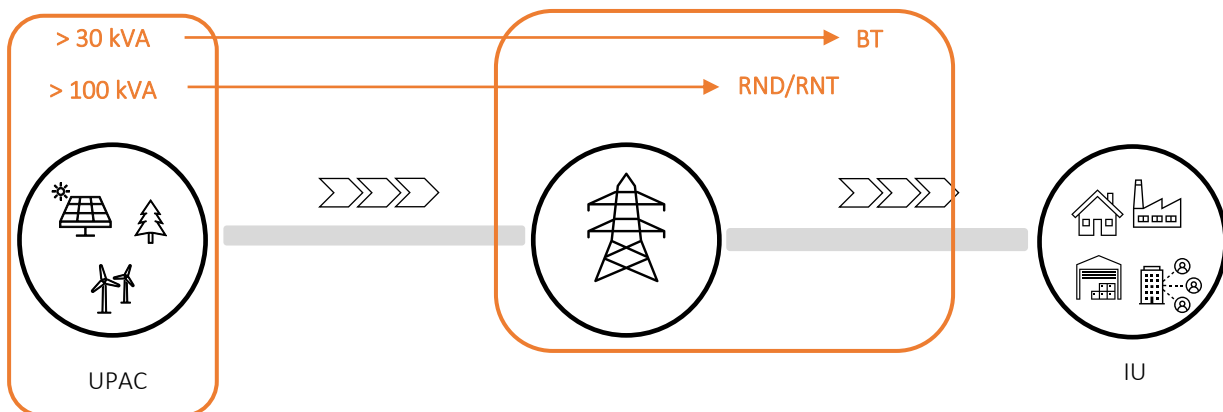 > 30 kVA
BT
> 100 kVA
RND/RNT
UPAC
IU